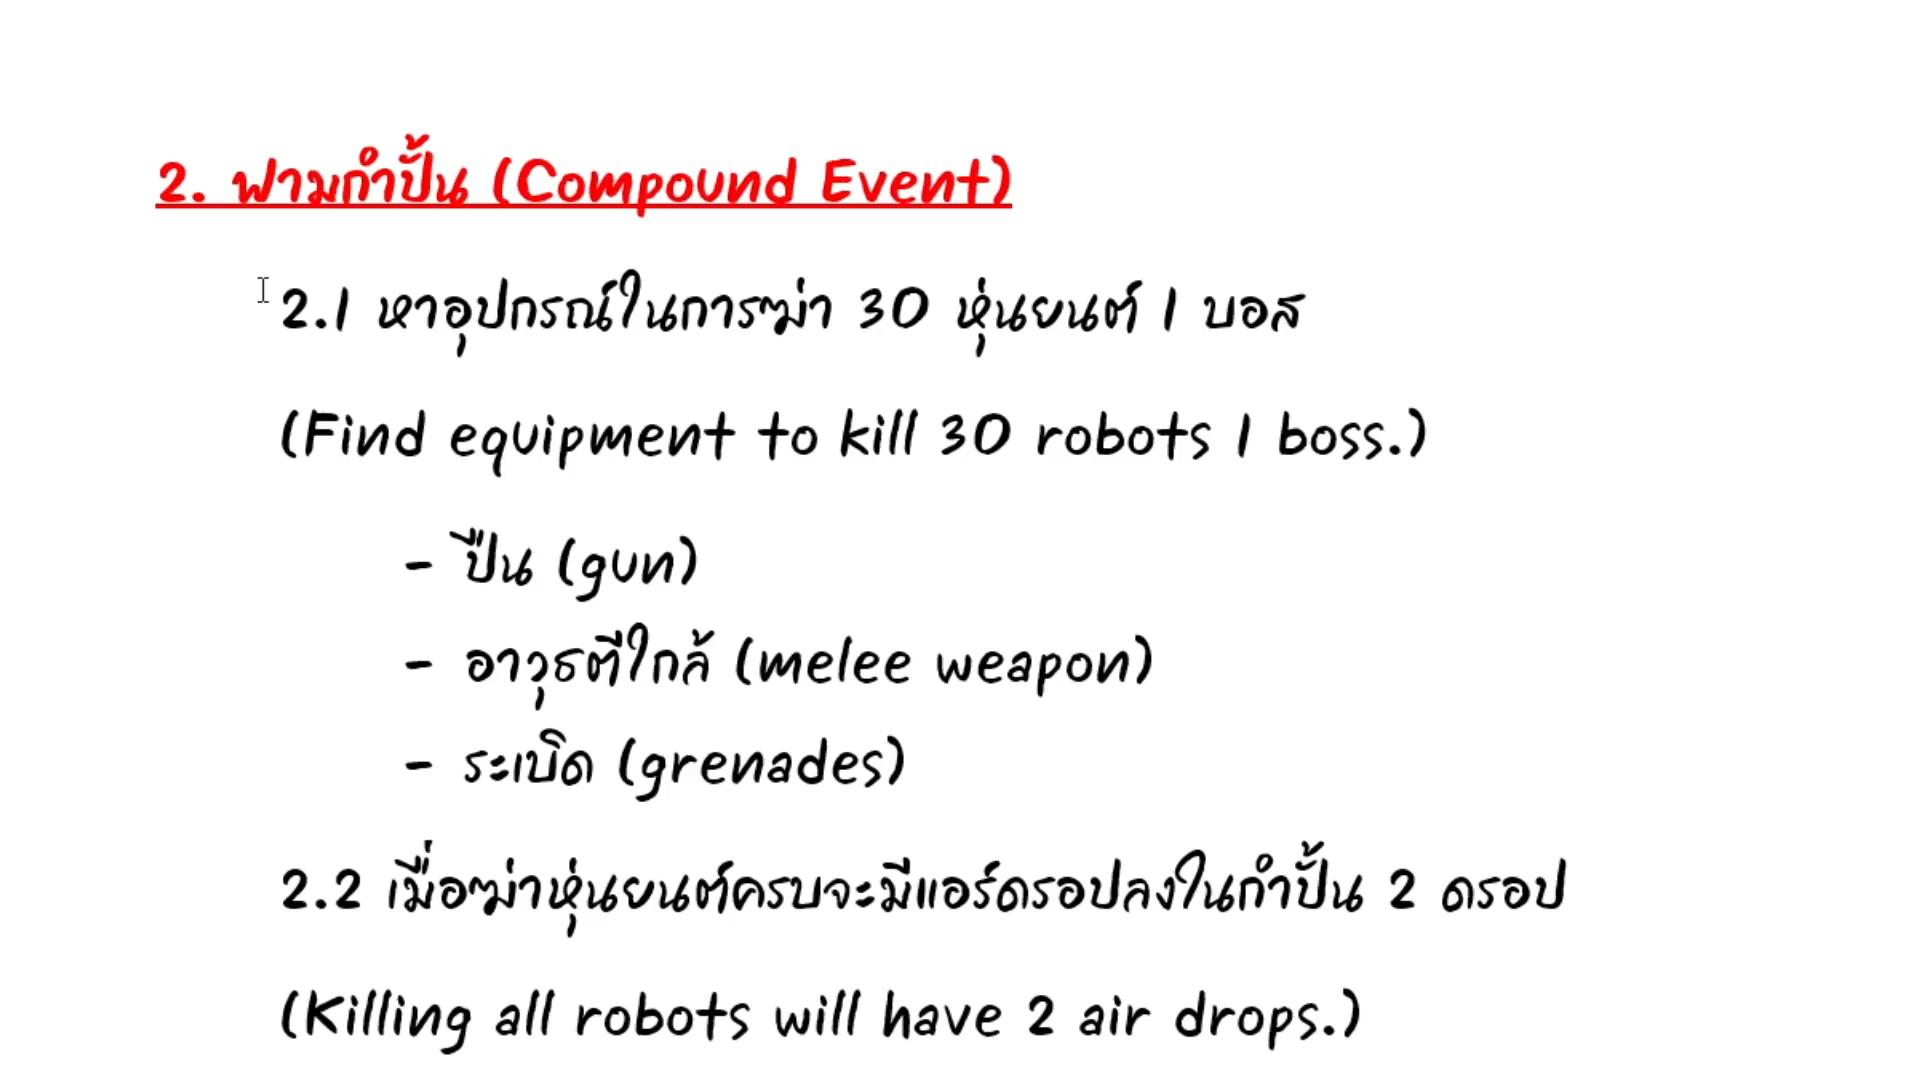 2. ฟามกำปั้น (Compound Event)
2.1 หาอุปกรณ์ในการฆ่า 30 หุ่นยนต์ 1 บอส
(Find equipment to kill 30 robots 1 boss.)
- ปืน (gun)
- อาวุธตีใกล้ (melee weapon)
- ระเบิด (grenades)
2.2 เมื่อฆ่าหุ่นยนต์ครบจะมีแอร์ดรอปลงในกำปั้น 2 ดรอป
(Killing all robots will have 2 air drops.)